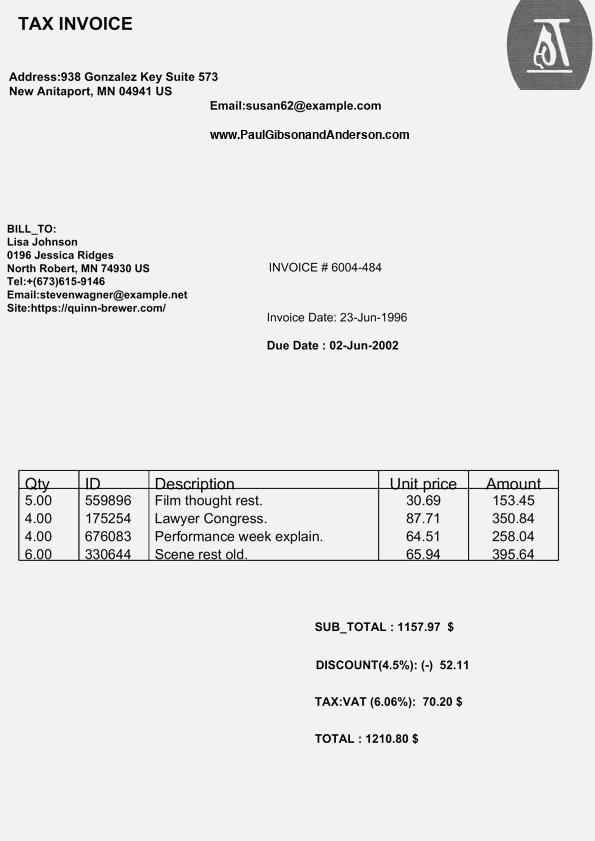 TAX INVOICE
Address:938 Gonzalez Key Suite 573
New Anitaport, MN 04941 US
Email:susan62@example.com
www.PaulGibsonandAnderson.com
BILL_TO:
Lisa Johnson
0196 Jessica Ridges
North Robert, MN 74930 US
Tel:+(673)615-9146
Email:stevenwagner@example.net
Site:https://quinn-brewer.com/
INVOICE # 6004-484
Invoice Date: 23-Jun-1996
Due Date : 02-Jun-2002
Qty ID Description Unit price Amount
5.00 559896 Film thought rest. 30.69 153.45
4.00 175254 Lawyer Congress. 87.71 350.84
4.00 676083 Performance week explain. 64.51 258.04
6.00 330644 Scene rest old. 65.94 395.64
SUB_TOTAL : 1157.97 $
DISCOUNT(4.5%): (-) 52.11
TAX:VAT (6.06%): 70.20 $
TOTAL : 1210.80 $